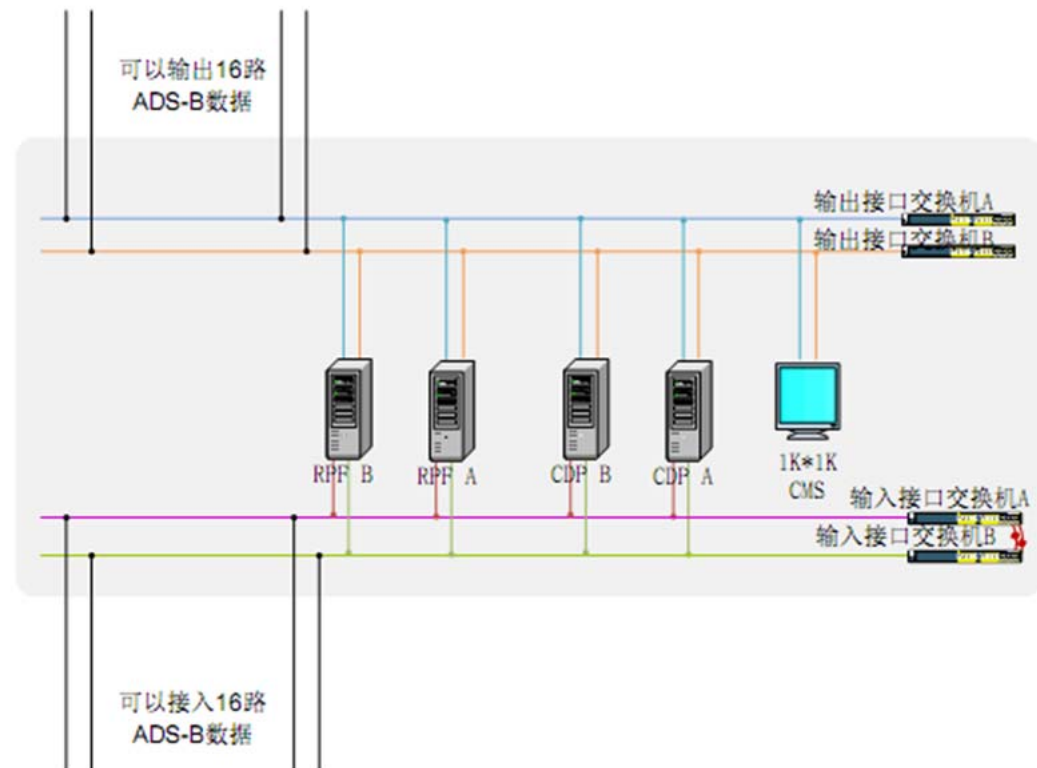 可以输出16路
ADS-B数据
输出接口交换机A
输出接口交换机B
RPF B
RPF A
CDP B
CDP A
1K*1K
CMS
输入接口交换机A
输入接口交换机B
可以接入16路
ADS-B数据